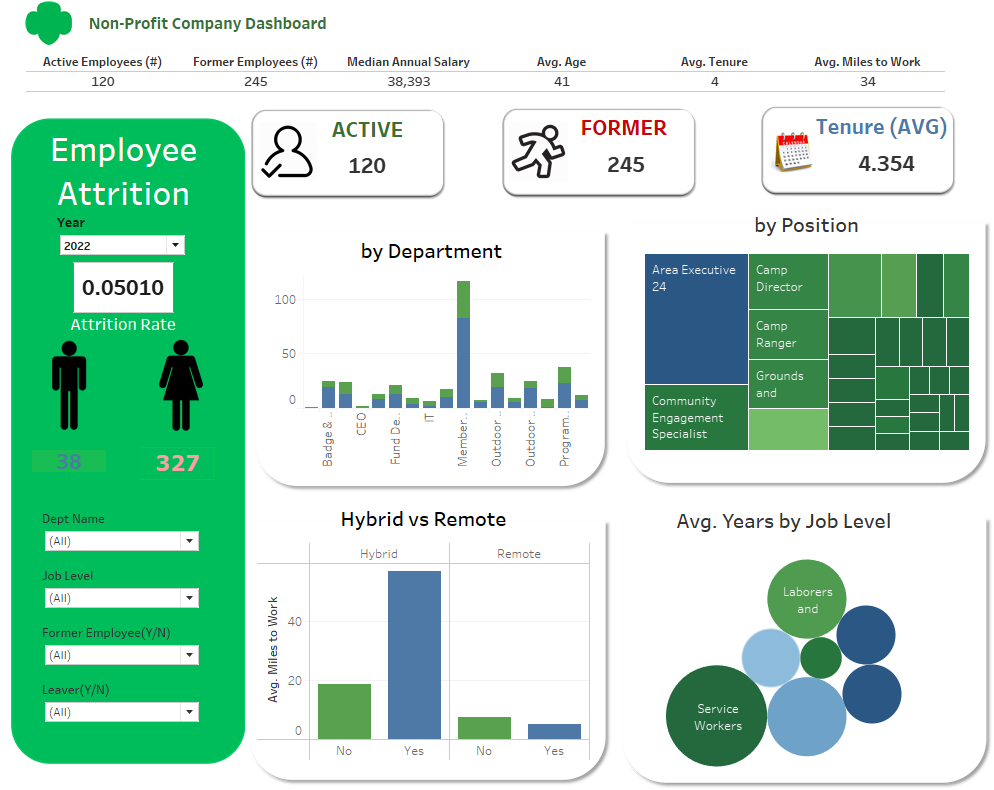 Non-Profit Company Dashboard
Active Employees (#) Former Employees (#) Median Annual Salary Avg. Age Avg. Tenure Avg. Miles to Work
120 245 38,393 41 4 34
Employee
Attrition
Year
2022
0.05010
Attrition Rate
38 327
Dept Name
(All)
Job Level
(All)
Former Employee(Y/N)
(All)
Leaver(Y/N)
(All)
ACTIVE
120
FORMER
245
Tenure (AVG)
4.354
by Department
100
50
0
Badge & ..
CEO
Fund De..
IT
Member..
Outdoor ..
Outdoor ..
Program..
by Position
Area Executive
24
Community
Engagement
Specialist
Camp
Director
Camp
Ranger
Grounds
and
Hybrid vs Remote
Hybrid Remote
Avg. Miles to Work
40
20
0
No Yes No Yes
Avg. Years by Job Level
Laborers
and
Service
Workers